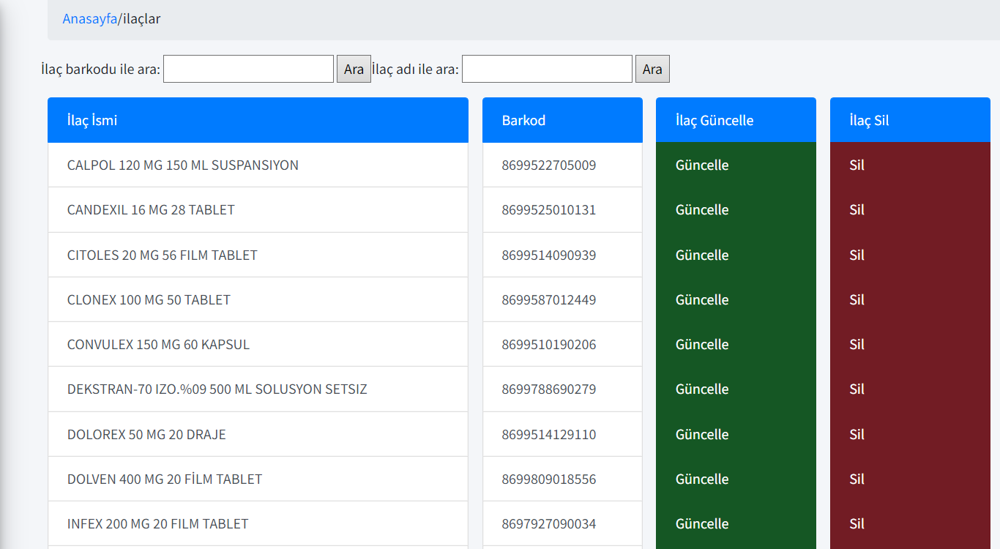 Anasayfa/ilaçlar
İlaç barkodu ile ara: Ara İlaç adı ile ara: Ara
İlaç İsmi Barkod İlaç Güncelle İlaç Sil
CALPOL 120 MG 150 ML SUSPANSIYON 8699522705009 Güncelle Sil
CANDEXIL 16 MG 28 TABLET 8699525010131 Güncelle Sil
CITOLES 20 MG 56 FILM TABLET 8699514090939 Güncelle Sil
CLONEX 100 MG 50 TABLET 8699587012449 Güncelle Sil
CONVULEX 150 MG 60 KAPSUL 8699510190206 Güncelle Sil
DEKSTRAN-70 IZO.%09 500 ML SOLUSYON SETSIZ 8699788690279 Güncelle Sil
DOLOREX 50 MG 20 DRAJE 8699514129110 Güncelle Sil
DOLVEN 400 MG 20 FİLM TABLET 8699809018556 Güncelle Sil
INFEX 200 MG 20 FILM TABLET 8697927090034 Güncelle Sil